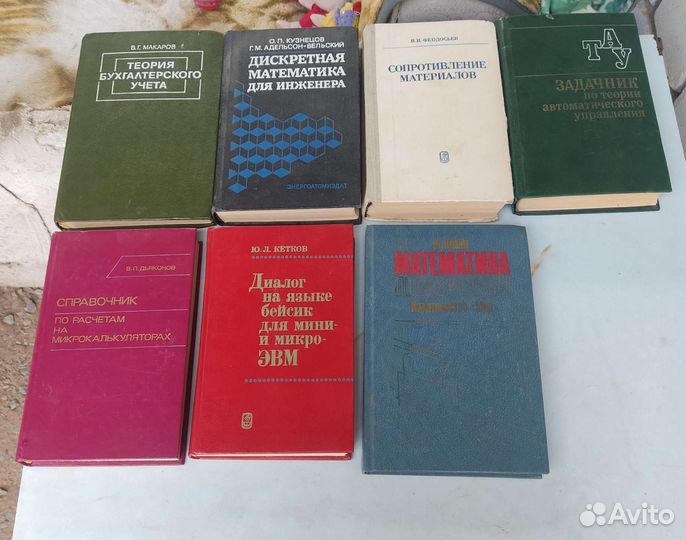 В.Г. МАКАРОВ
ТЕОРИЯ
БУХГАЛТЕРСКОГО
УЧЕТА
О.П. КУЗНЕЦОВ
Г.М. АДЕЛЬСОН-ВЕЛЬСКИЙ
ДИСКРЕТНАЯ
МАТЕМАТИКА
ДЛЯ ИНЖЕНЕРА
ЭНЕРГОАТОМИЗДАТ
В.И. ФЕОДОСЬЕВ
СОПРОТИВЛЕНИЕ
МАТЕРИАЛОВ
ТАУ
ЗАДАЧНИК
по теории
автоматического
управления
В.П. ДЬЯКОНОВ
СПРАВОЧНИК
ПО РАСЧЕТАМ
НА
МИКРОКАЛЬКУЛЯТОРАХ
Ю.Л. КЕТКОВ
Диалог
на языке
бейсик
для мини-
и микро-
ЭВМ
МАТЕМАТИКА
Avito